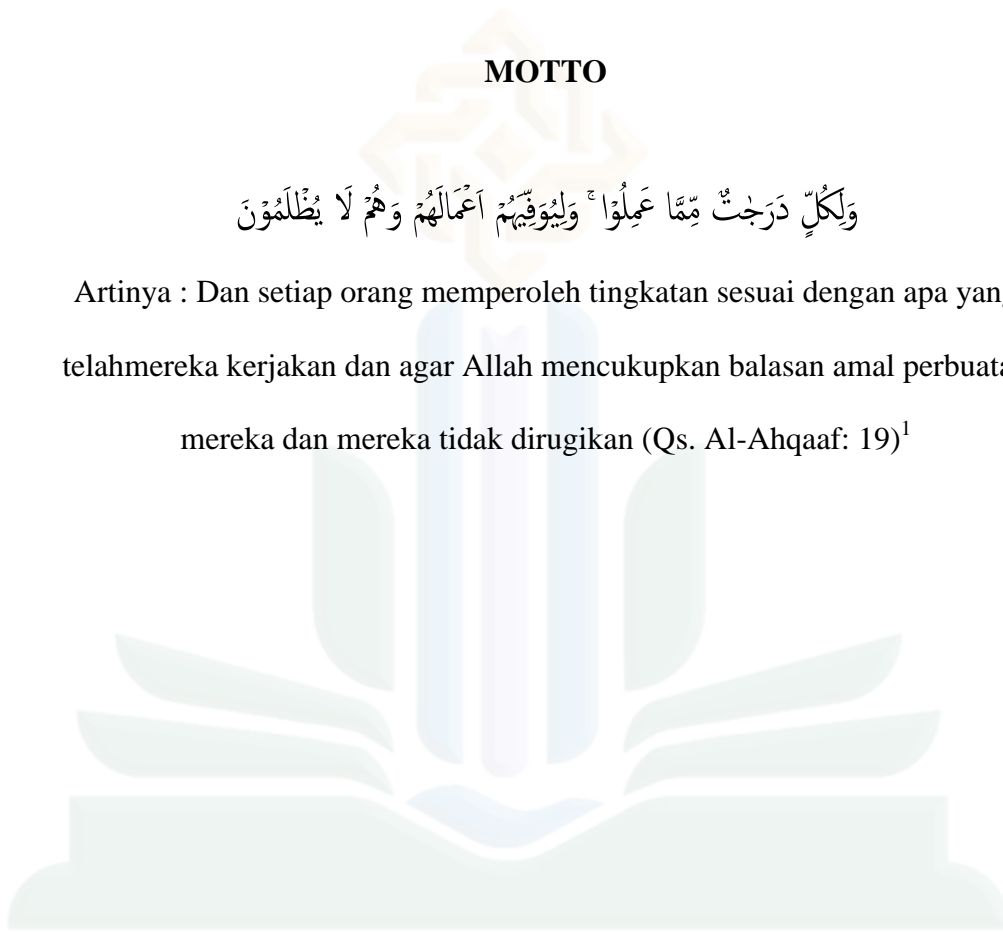 MOTTO
وَلِكُلٍّ دَرَجٰتٌ مِّمَّا عَمِلُوْا ۚ وَلِيُوَفِّيَهُمْ اَعْمَالَهُمْ وَهُمْ لَا يُظْلَمُوْنَ
Artinya : Dan setiap orang memperoleh tingkatan sesuai dengan apa yang
telahmereka kerjakan dan agar Allah mencukupkan balasan amal perbuata
mereka dan mereka tidak dirugikan (Qs. Al-Ahqaaf: 19)¹